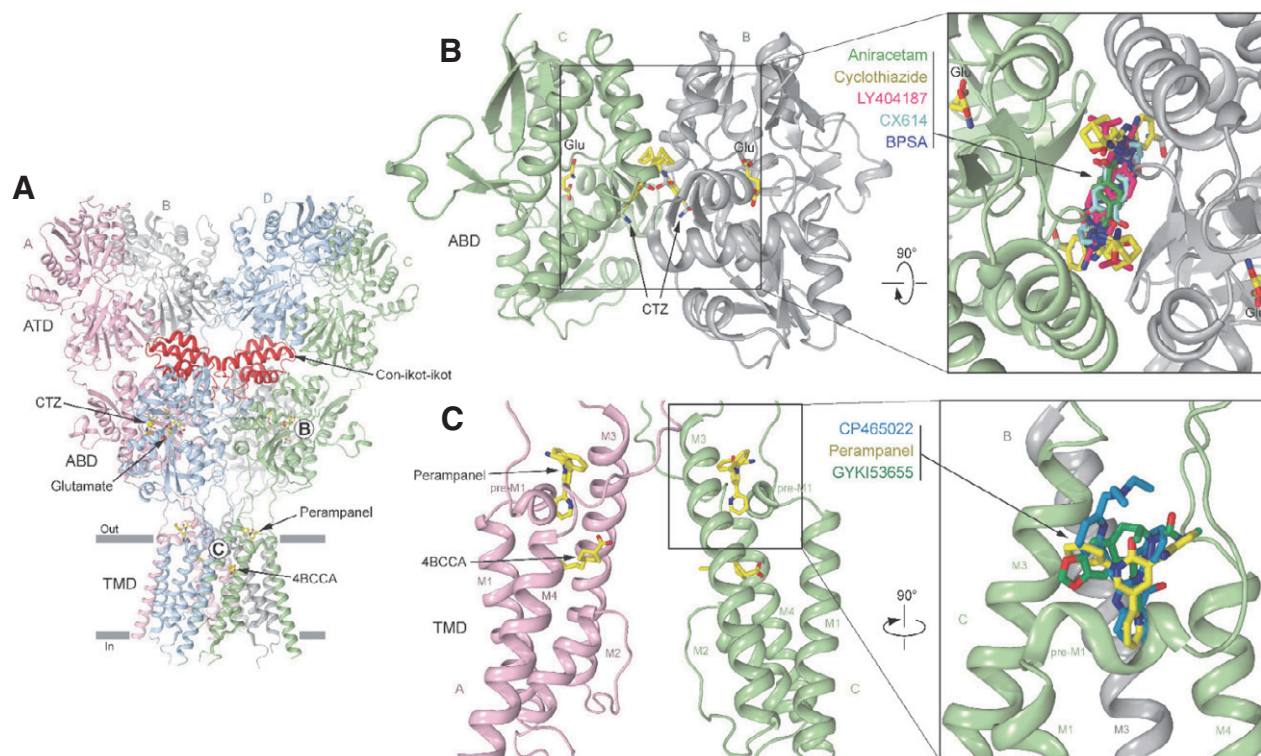 A
A
B
D
C
ATD
Con-ikot-ikot
CTZ
B
ABD
Glutamate
Out
Perampanel
C
4BCCA
TMD
In
B
C
B
Glu
Glu
ABD
CTZ
Aniracetam
Cyclothiazide
LY404187
CX614
BPSA
90°
Glu
Glu
C
M3
M3
Perampanel
pre-M1
pre-M1
4BCCA
M1
M4
M4
M1
TMD
M2
M2
A
C
CP465022
Perampanel
GYKI53655
90°
B
M3
C
pre-M1
M1
M3
M4